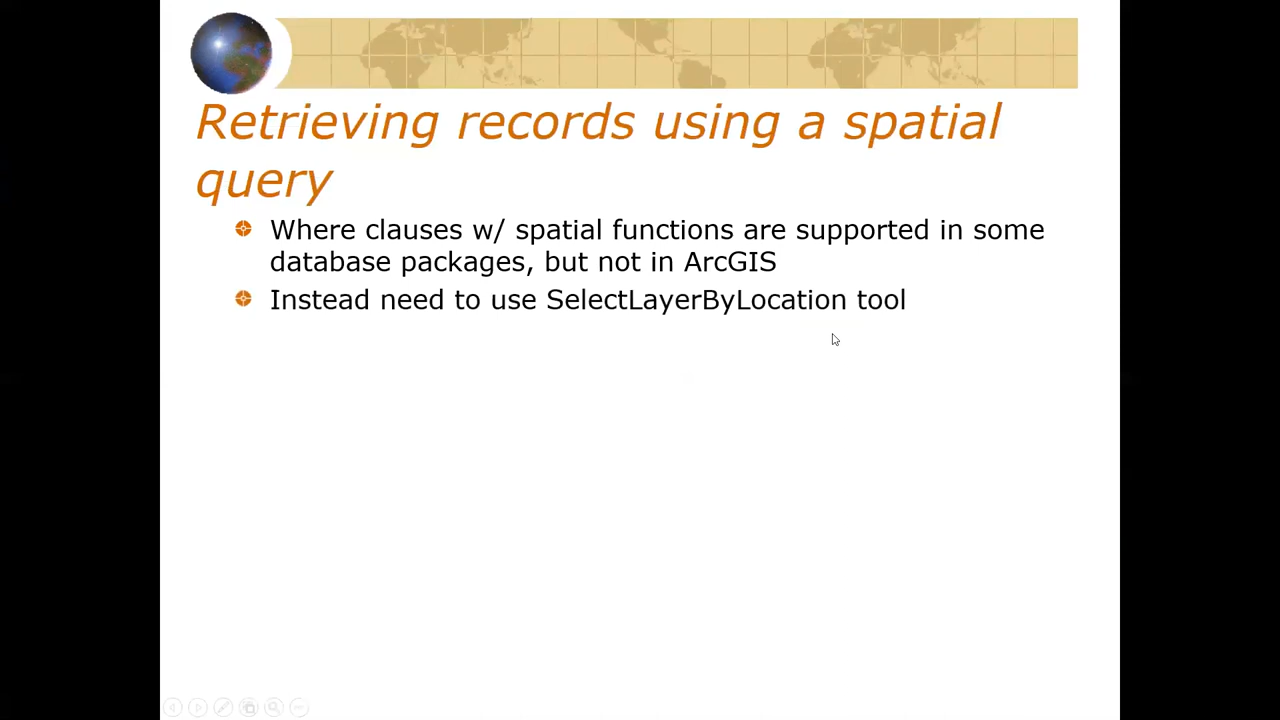 Retrieving records using a spatial
query
Where clauses w/ spatial functions are supported in some
database packages, but not in ArcGIS
Instead need to use SelectLayerByLocation tool